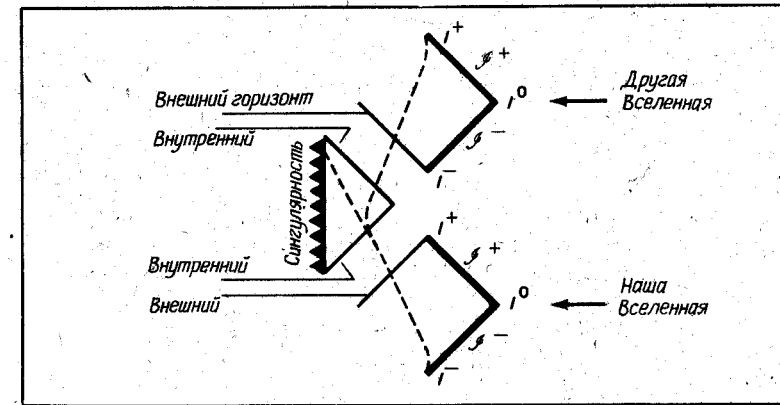 I⁺
𝓘⁺
Другая
Вселенная
I⁰
Внешний горизонт
Внутренний
𝓘⁻
I⁻
Сингулярность
I⁺
𝓘⁺
Внутренний
Внешний
I⁰
Наша
Вселенная
𝓘⁻
I⁻